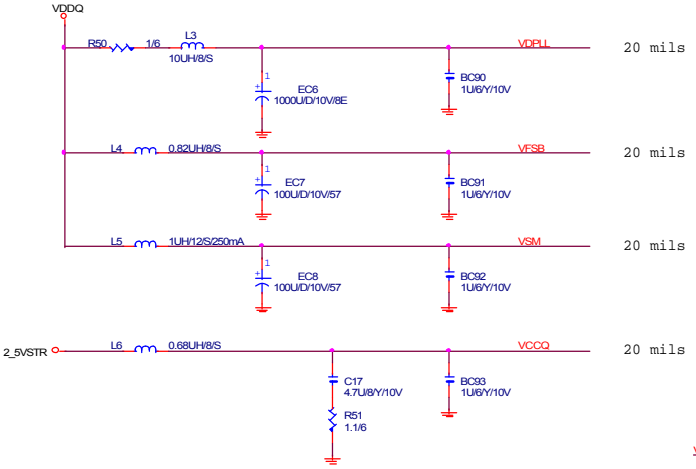 VDDQ
R50 1/6 L3 VDPLL 20 mils
10UH/8/S
1
+ EC6 BC90
1000U/D/10V/8E 1U/6/Y/10V
L4 0.82UH/8/S VFSB 20 mils
1
+ EC7 BC91
100U/D/10V/57 1U/6/Y/10V
L5 1UH/12/S/250mA VSM 20 mils
1
+ EC8 BC92
100U/D/10V/57 1U/6/Y/10V
2_5VSTR L6 0.68UH/8/S VCCQ 20 mils
C17 BC93
4.7U/8/Y/10V 1U/6/Y/10V
R51
1.1/6